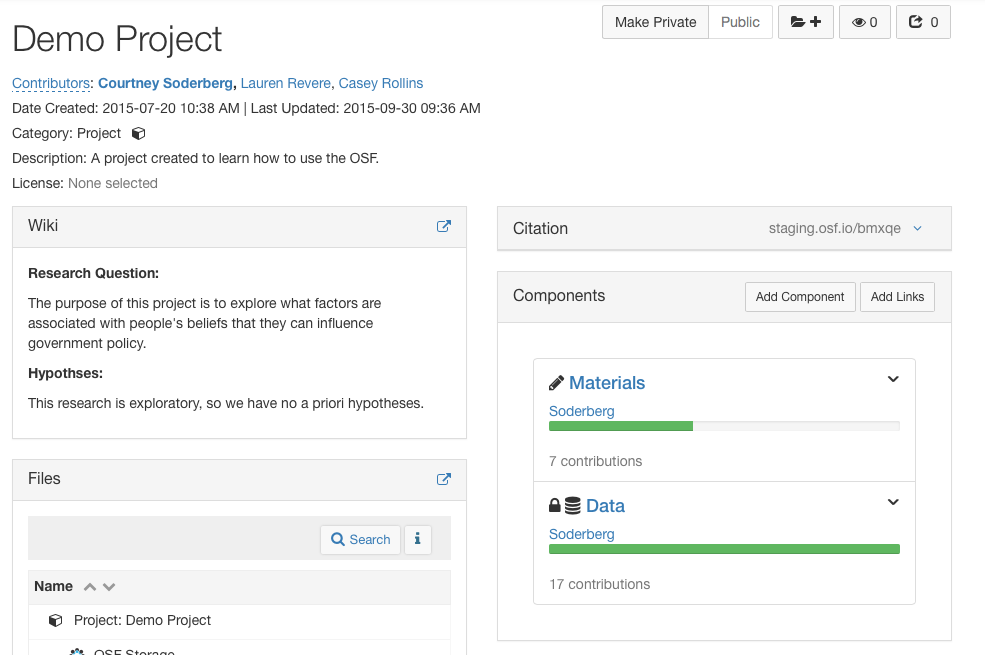 Demo Project
Make Private Public 0 0
Contributors: Courtney Soderberg, Lauren Revere, Casey Rollins
Date Created: 2015-07-20 10:38 AM | Last Updated: 2015-09-30 09:36 AM
Category: Project
Description: A project created to learn how to use the OSF.
License: None selected
Wiki
Research Question:
The purpose of this project is to explore what factors are
associated with people's beliefs that they can influence
government policy.
Hypothses:
This research is exploratory, so we have no a priori hypotheses.
Files
Search i
Name
Project: Demo Project
OSF Storage
Citation
staging.osf.io/bmxqe
Components
Add Component Add Links
Materials
Soderberg
7 contributions
Data
Soderberg
17 contributions